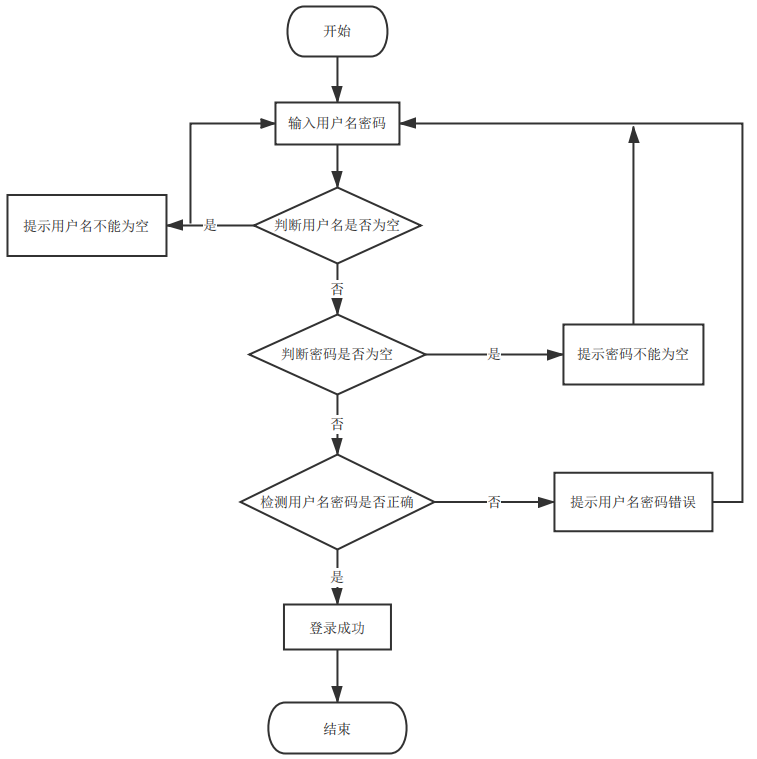 开始
输入用户名密码
判断用户名是否为空
是
提示用户名不能为空
否
判断密码是否为空
是
提示密码不能为空
否
检测用户名密码是否正确
否
提示用户名密码错误
是
登录成功
结束